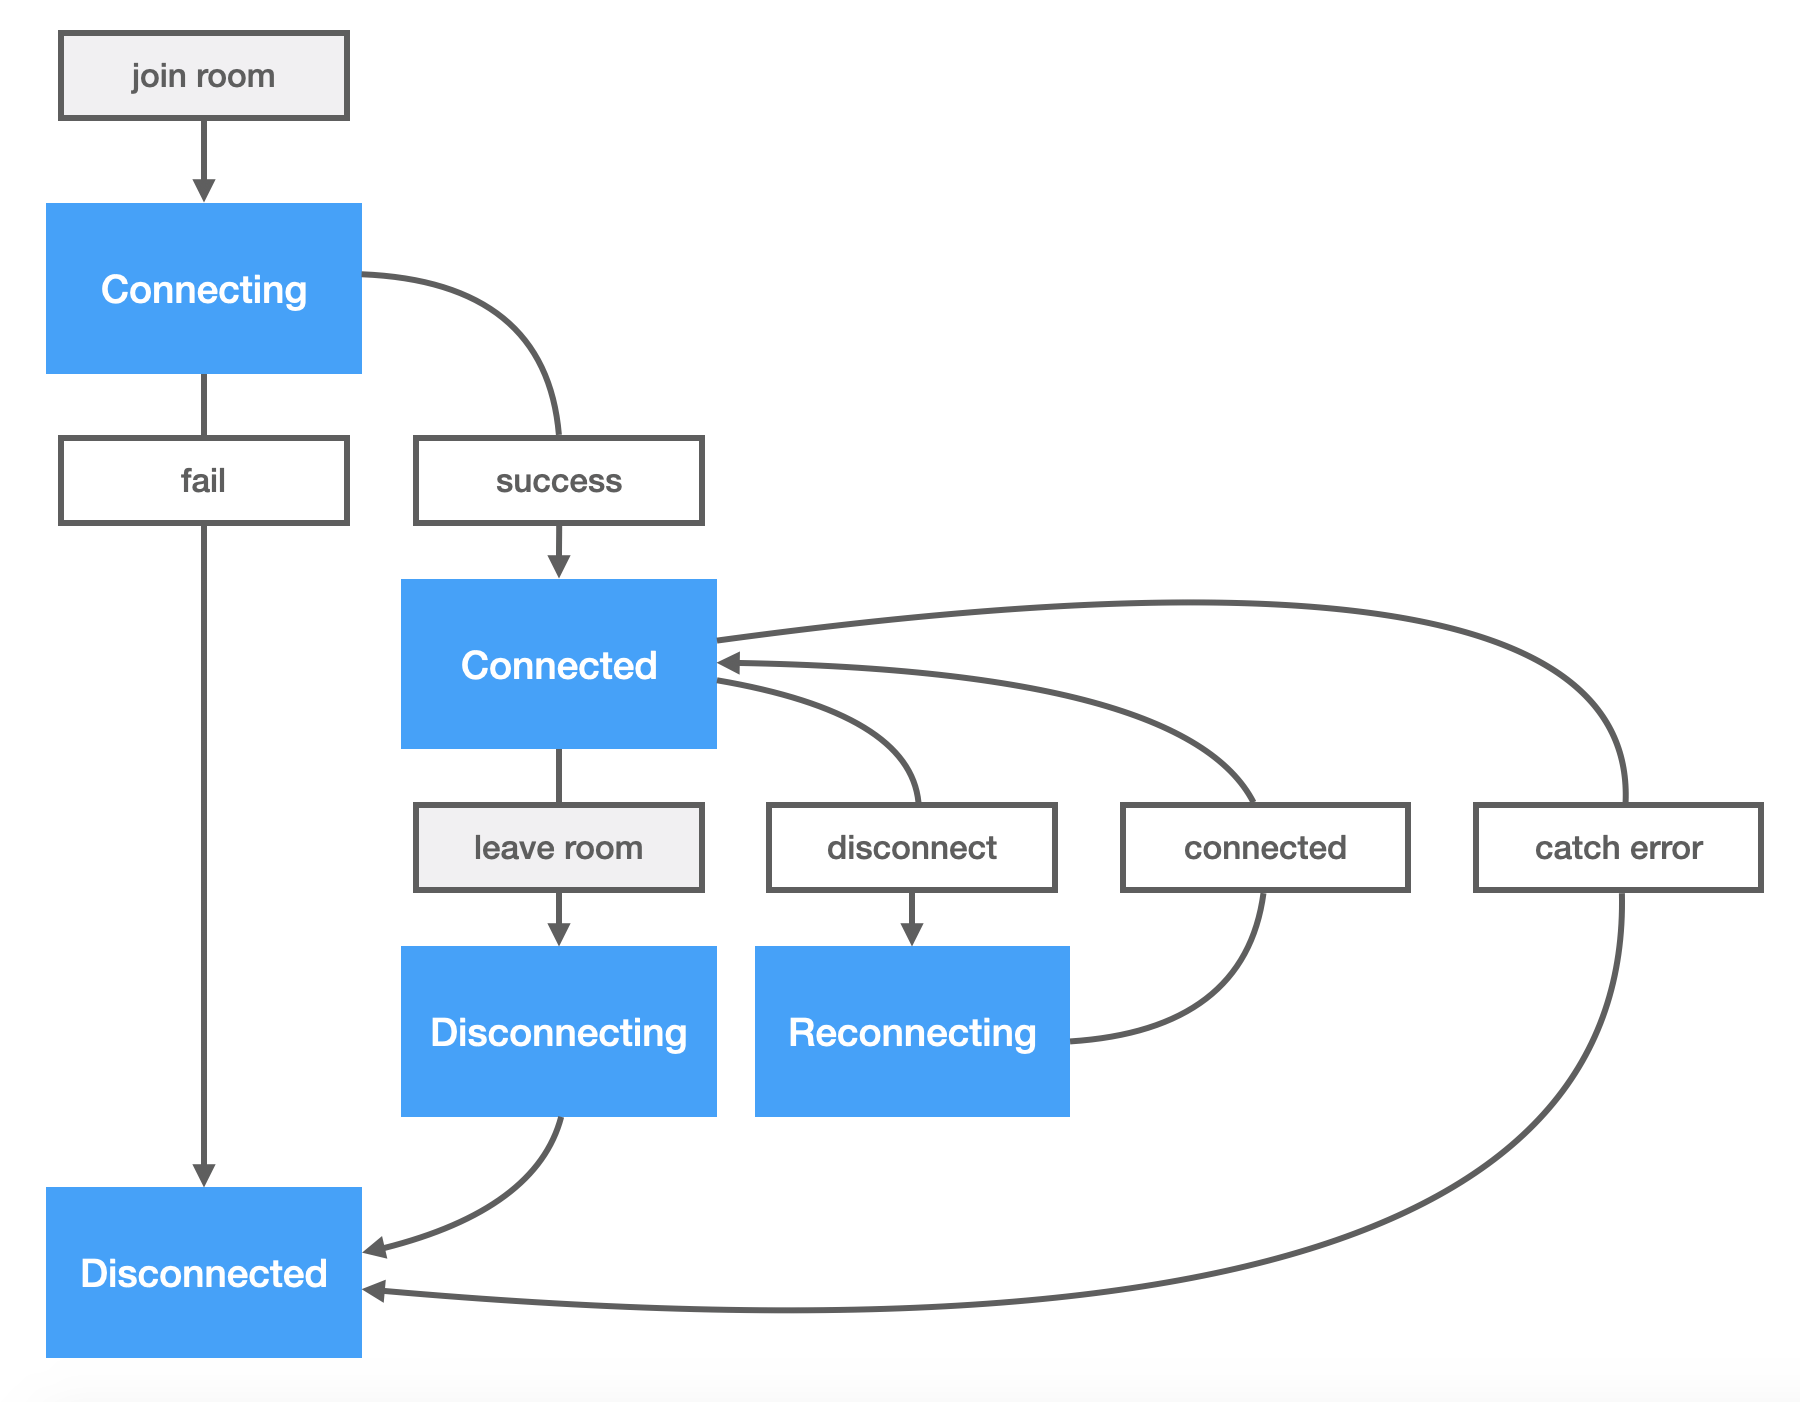 join room
Connecting
fail
success
Connected
leave room
disconnect
connected
catch error
Disconnecting
Reconnecting
Disconnected